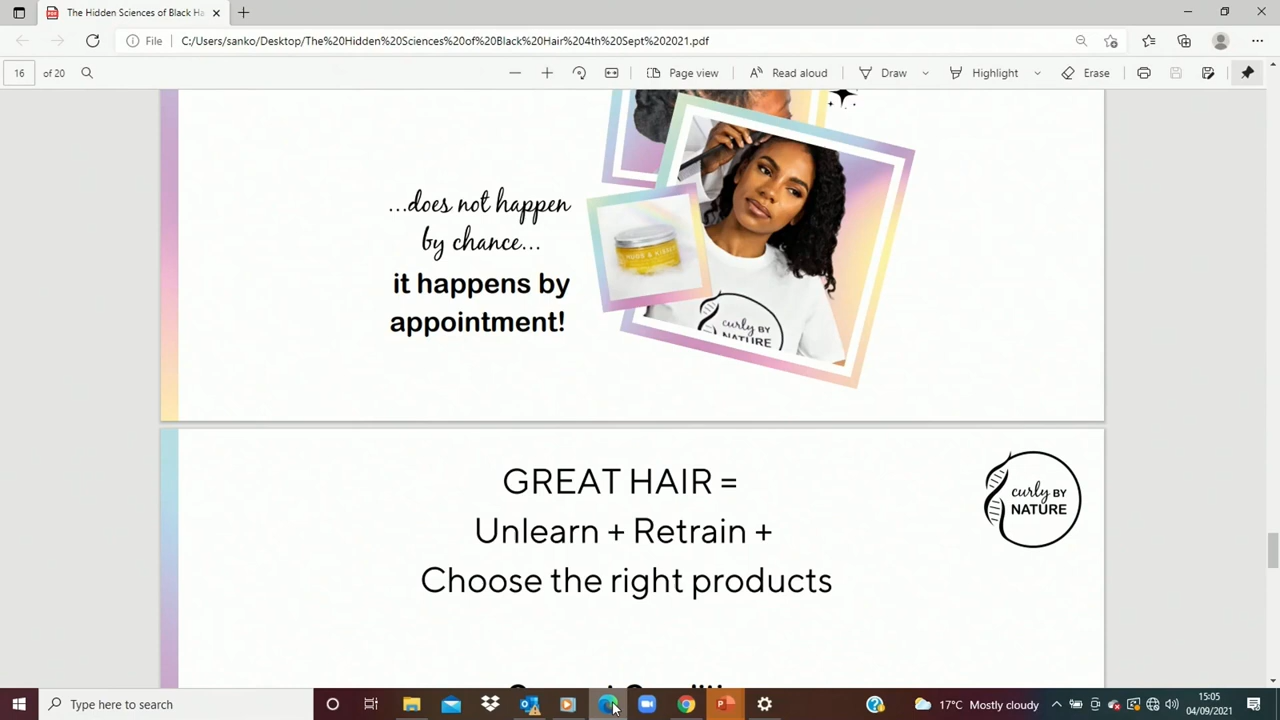 The Hidden Sciences of Black Ha
File
C:/Users/sanko/Desktop/The%20Hidden%20Sciences%20of%20Black%20Hair%204th%20Sept%202021.pdf
16
of 20
Page view
Read aloud
Draw
Highlight
Erase
...does not happen
by chance...
it happens by
appointment!
curly BY
NATURE
GREAT HAIR =
Unlearn + Retrain +
Choose the right products
curly BY
NATURE
Type here to search
17°C Mostly cloudy
15:05
04/09/2021